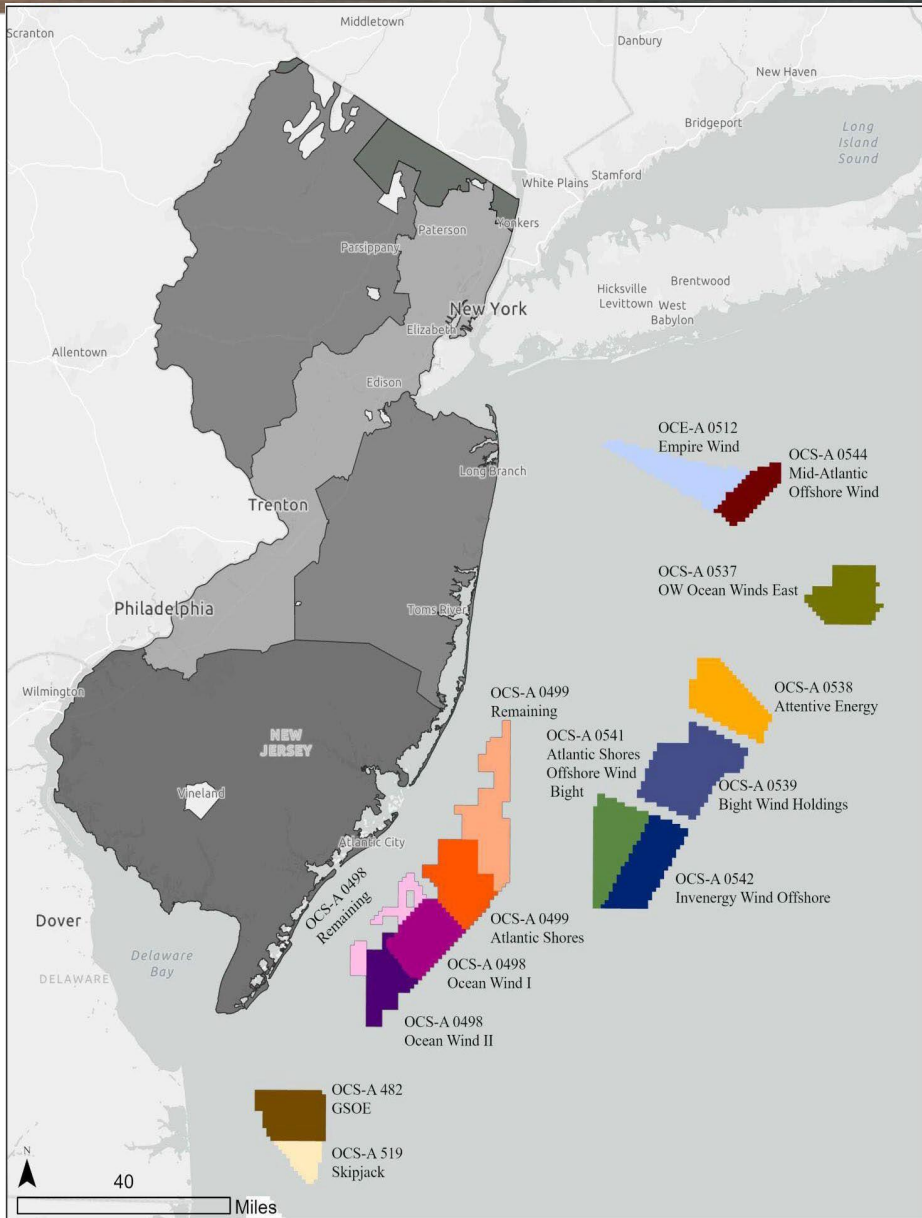 Scranton
Middletown
Danbury
New Haven
Bridgeport
Long
Island
Sound
White Plains
Stamford
Yonkers
Paterson
Parsippany
Brentwood
Hicksville
Levittown
West
Babylon
New York
Elizabeth
Allentown
Edison
OCE-A 0512
Empire Wind
OCS-A 0544
Mid-Atlantic
Offshore Wind
Long Branch
Trenton
OCS-A 0537
OW Ocean Winds East
Philadelphia
Toms River
Wilmington
OCS-A 0538
Attentive Energy
OCS-A 0499
Remaining
OCS-A 0541
Atlantic Shores
Offshore Wind
Bight
NEW
JERSEY
OCS-A 0539
Bight Wind Holdings
Vineland
Atlantic City
OCS-A 0498
Remaining
OCS-A 0542
Invenergy Wind Offshore
OCS-A 0499
Atlantic Shores
Dover
Delaware
Bay
DELAWARE
OCS-A 0498
Ocean Wind I
OCS-A 0498
Ocean Wind II
OCS-A 482
GSOE
OCS-A 519
Skipjack
N
40
Miles